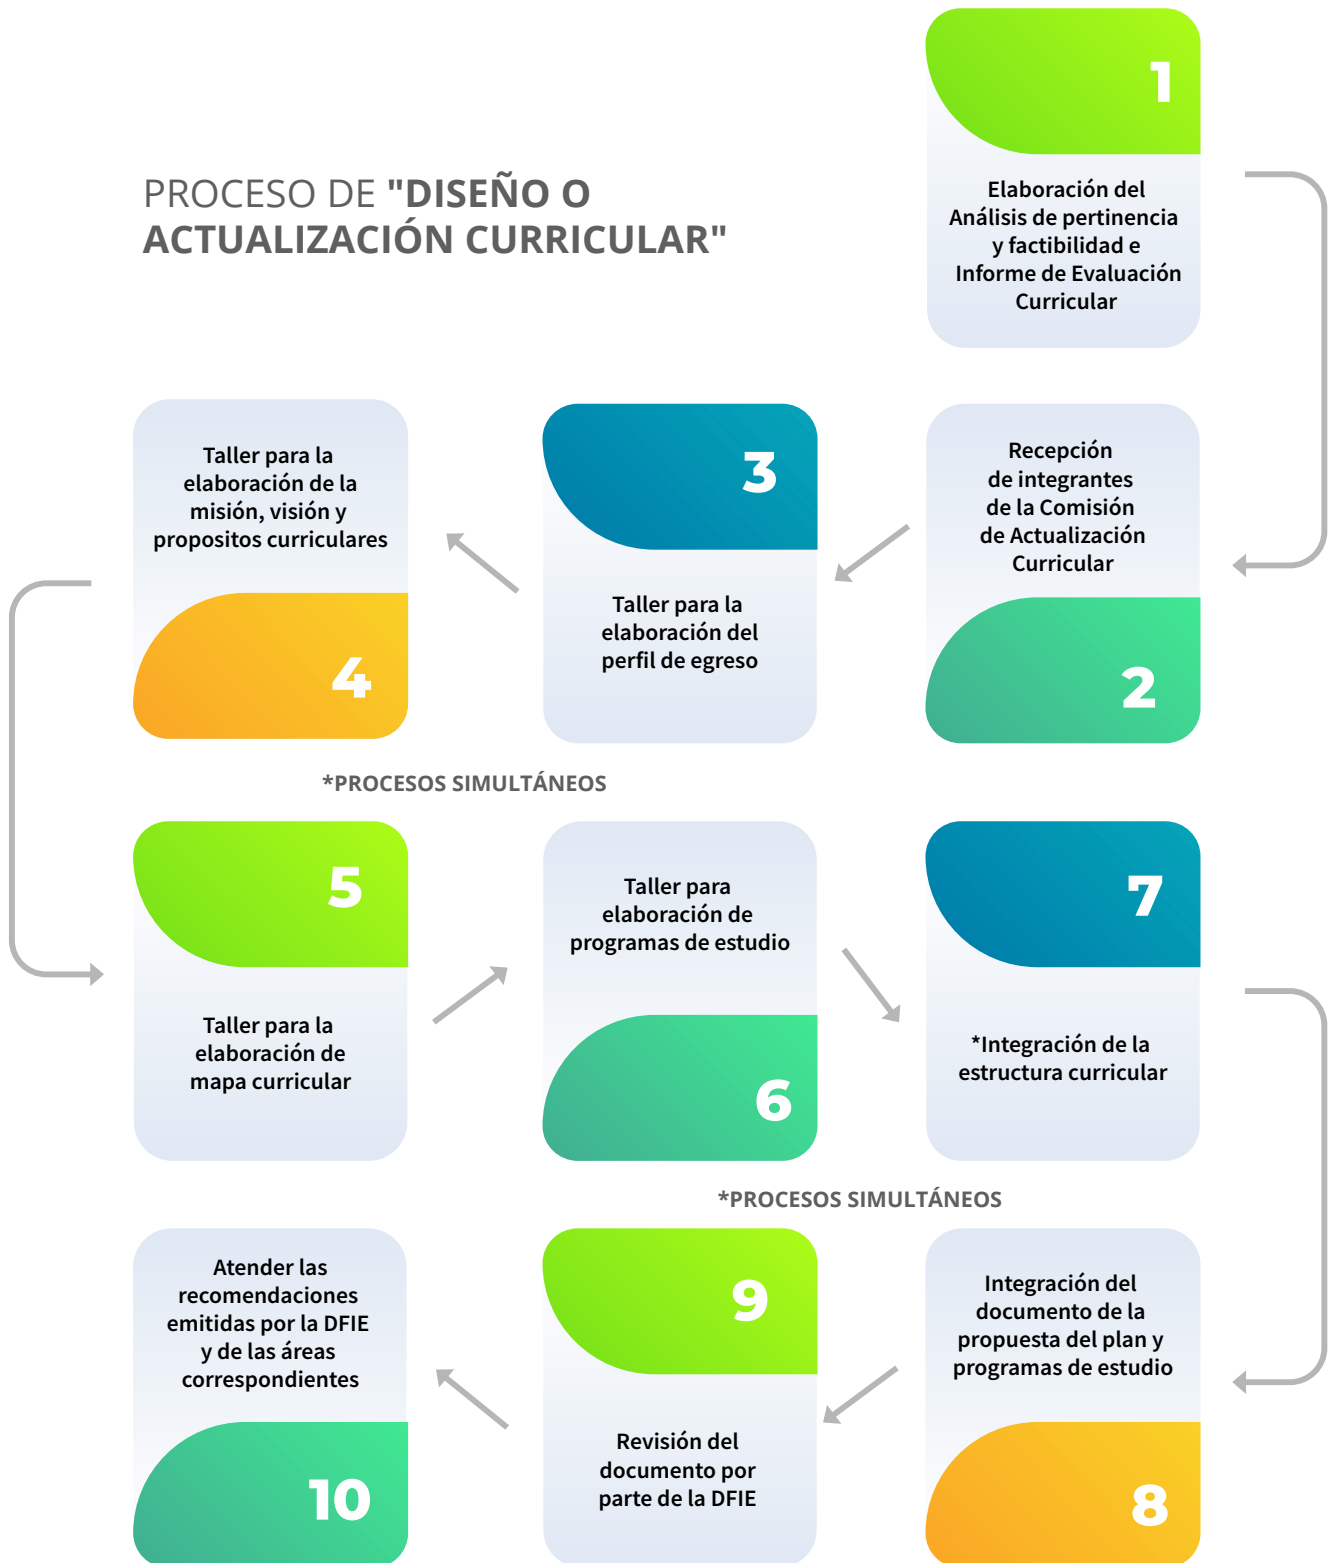 PROCESO DE "DISEÑO O
ACTUALIZACIÓN CURRICULAR"
1
Elaboración del
Análisis de pertinencia
y factibilidad e
Informe de Evaluación
Curricular
Recepción
de integrantes
de la Comisión
de Actualización
Curricular
2
3
Taller para la
elaboración del
perfil de egreso
Taller para la
elaboración de la
misión, visión y
propositos curriculares
4
*PROCESOS SIMULTÁNEOS
5
Taller para la
elaboración de
mapa curricular
Taller para
elaboración de
programas de estudio
6
7
*Integración de la
estructura curricular
*PROCESOS SIMULTÁNEOS
Integración del
documento de la
propuesta del plan y
programas de estudio
8
9
Revisión del
documento por
parte de la DFIE
Atender las
recomendaciones
emitidas por la DFIE
y de las áreas
correspondientes
10